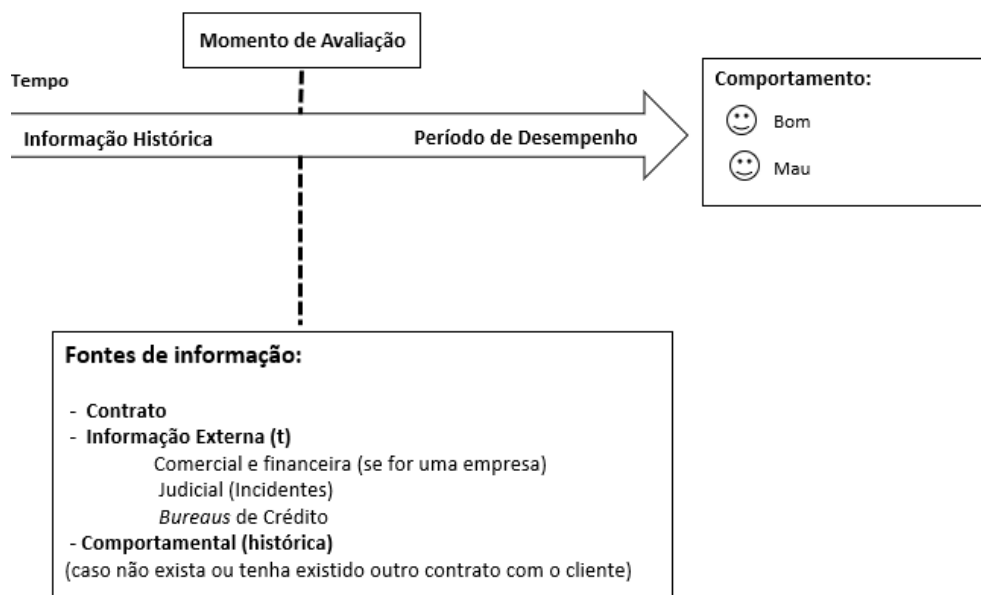 Momento de Avaliação
Tempo
Informação Histórica
Período de Desempenho
Comportamento:
Bom
Mau
Fontes de informação:
- Contrato
- Informação Externa (t)
Comercial e financeira (se for uma empresa)
Judicial (Incidentes)
Bureaus de Crédito
- Comportamental (histórica)
(caso não exista ou tenha existido outro contrato com o cliente)